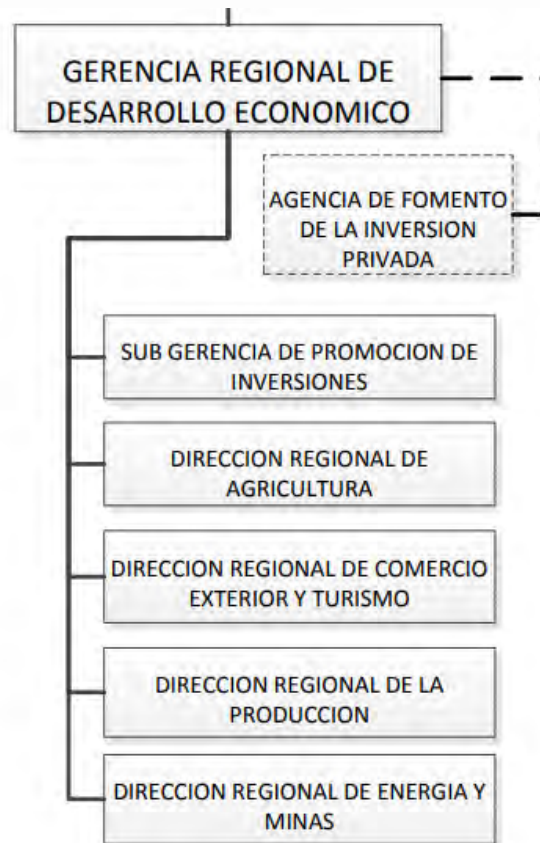 GERENCIA REGIONAL DE
DESARROLLO ECONOMICO
AGENCIA DE FOMENTO
DE LA INVERSION
PRIVADA
SUB GERENCIA DE PROMOCION DE
INVERSIONES
DIRECCION REGIONAL DE
AGRICULTURA
DIRECCION REGIONAL DE COMERCIO
EXTERIOR Y TURISMO
DIRECCION REGIONAL DE LA
PRODUCCION
DIRECCION REGIONAL DE ENERGIA Y
MINAS